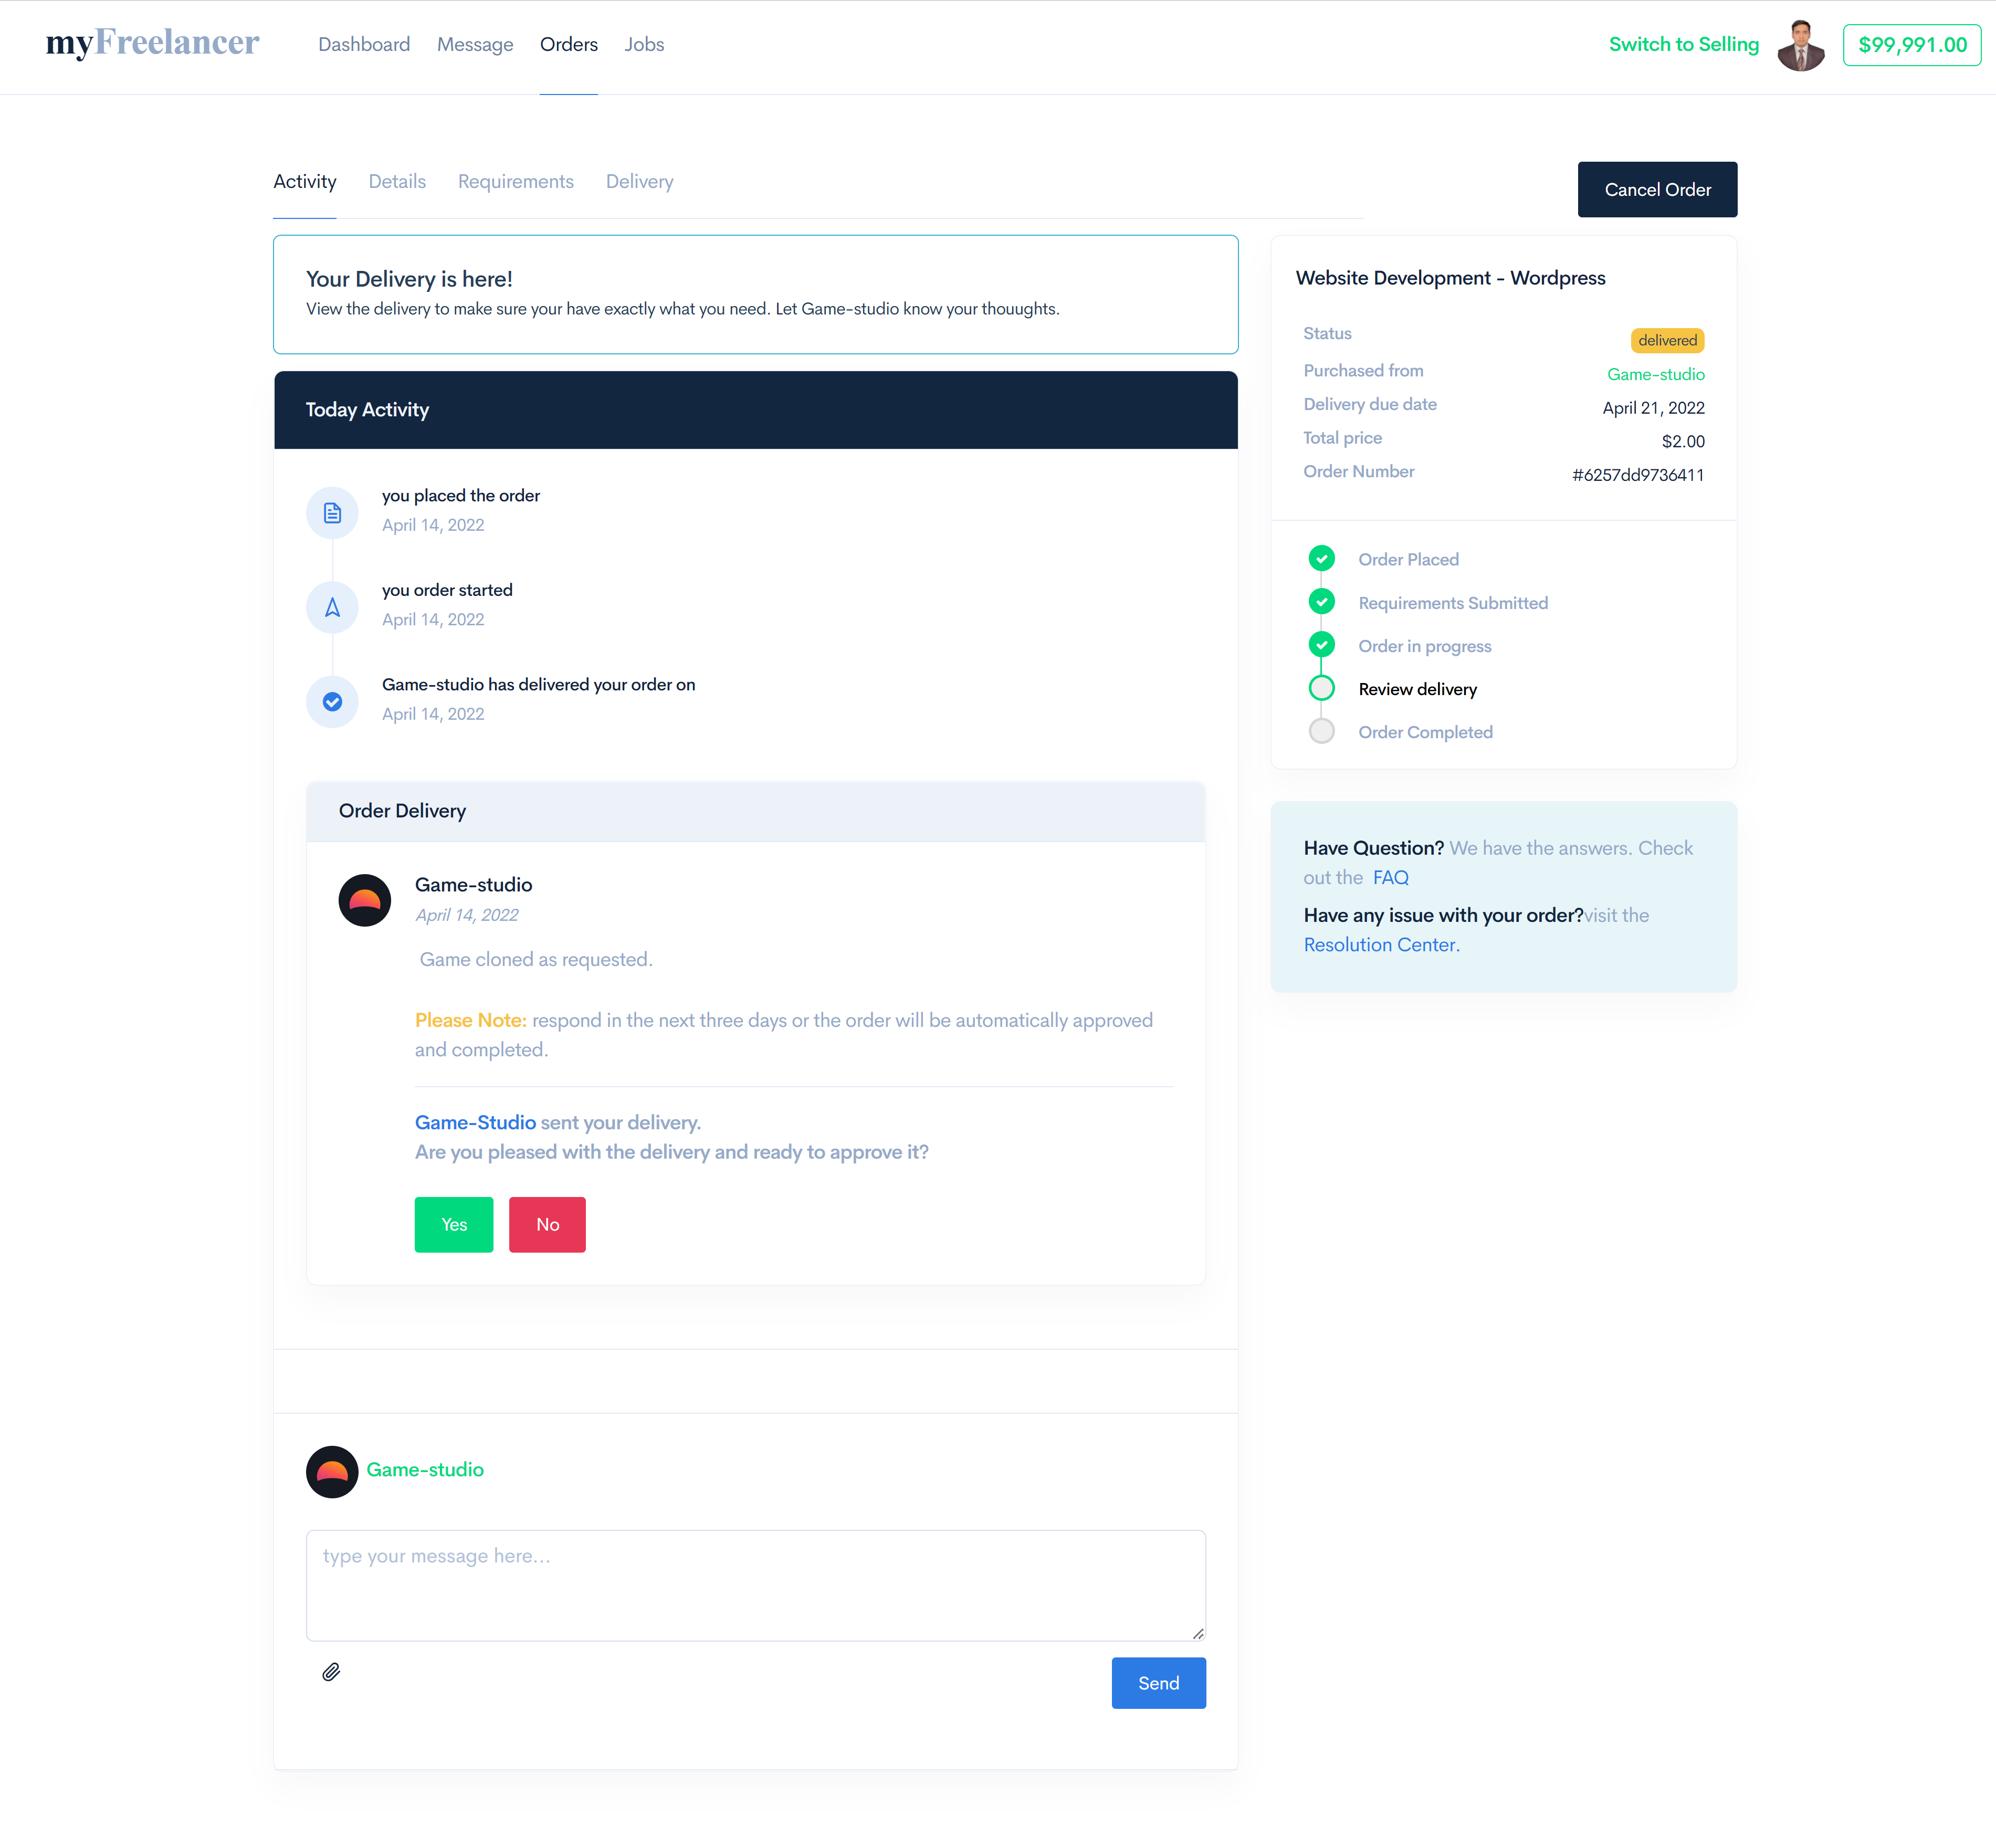 myFreelancer
Dashboard
Message
Orders
Jobs
Switch to Selling
$99,991.00
Activity
Details
Requirements
Delivery
Cancel Order
Your Delivery is here!
View the delivery to make sure your have exactly what you need. Let Game-studio know your thouughts.
Today Activity
you placed the order
April 14, 2022
you order started
April 14, 2022
Game-studio has delivered your order on
April 14, 2022
Order Delivery
Game-studio
April 14, 2022
Game cloned as requested.
Please Note: respond in the next three days or the order will be automatically approved
and completed.
Game-Studio sent your delivery.
Are you pleased with the delivery and ready to approve it?
Yes
No
Game-studio
type your message here...
Send
Website Development - Wordpress
Status
delivered
Purchased from
Game-studio
Delivery due date
April 21, 2022
Total price
$2.00
Order Number
#6257dd9736411
Order Placed
Requirements Submitted
Order in progress
Review delivery
Order Completed
Have Question? We have the answers. Check
out the FAQ
Have any issue with your order?visit the
Resolution Center.